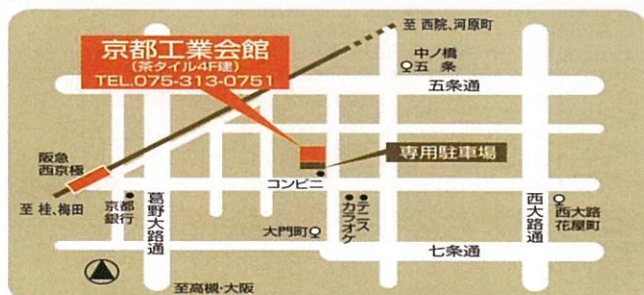 至 西院､河原町
京都工業会館
(茶タイル4F建)
TEL.075-313-0751
中ノ橋
五条
五条通
阪急
西京極
専用駐車場
コンビニ
至 桂､梅田
京都
銀行
葛野大路通
カラオケ
テニス
大門町
西大路通
西大路
花屋町
七条通
至高槻･大阪